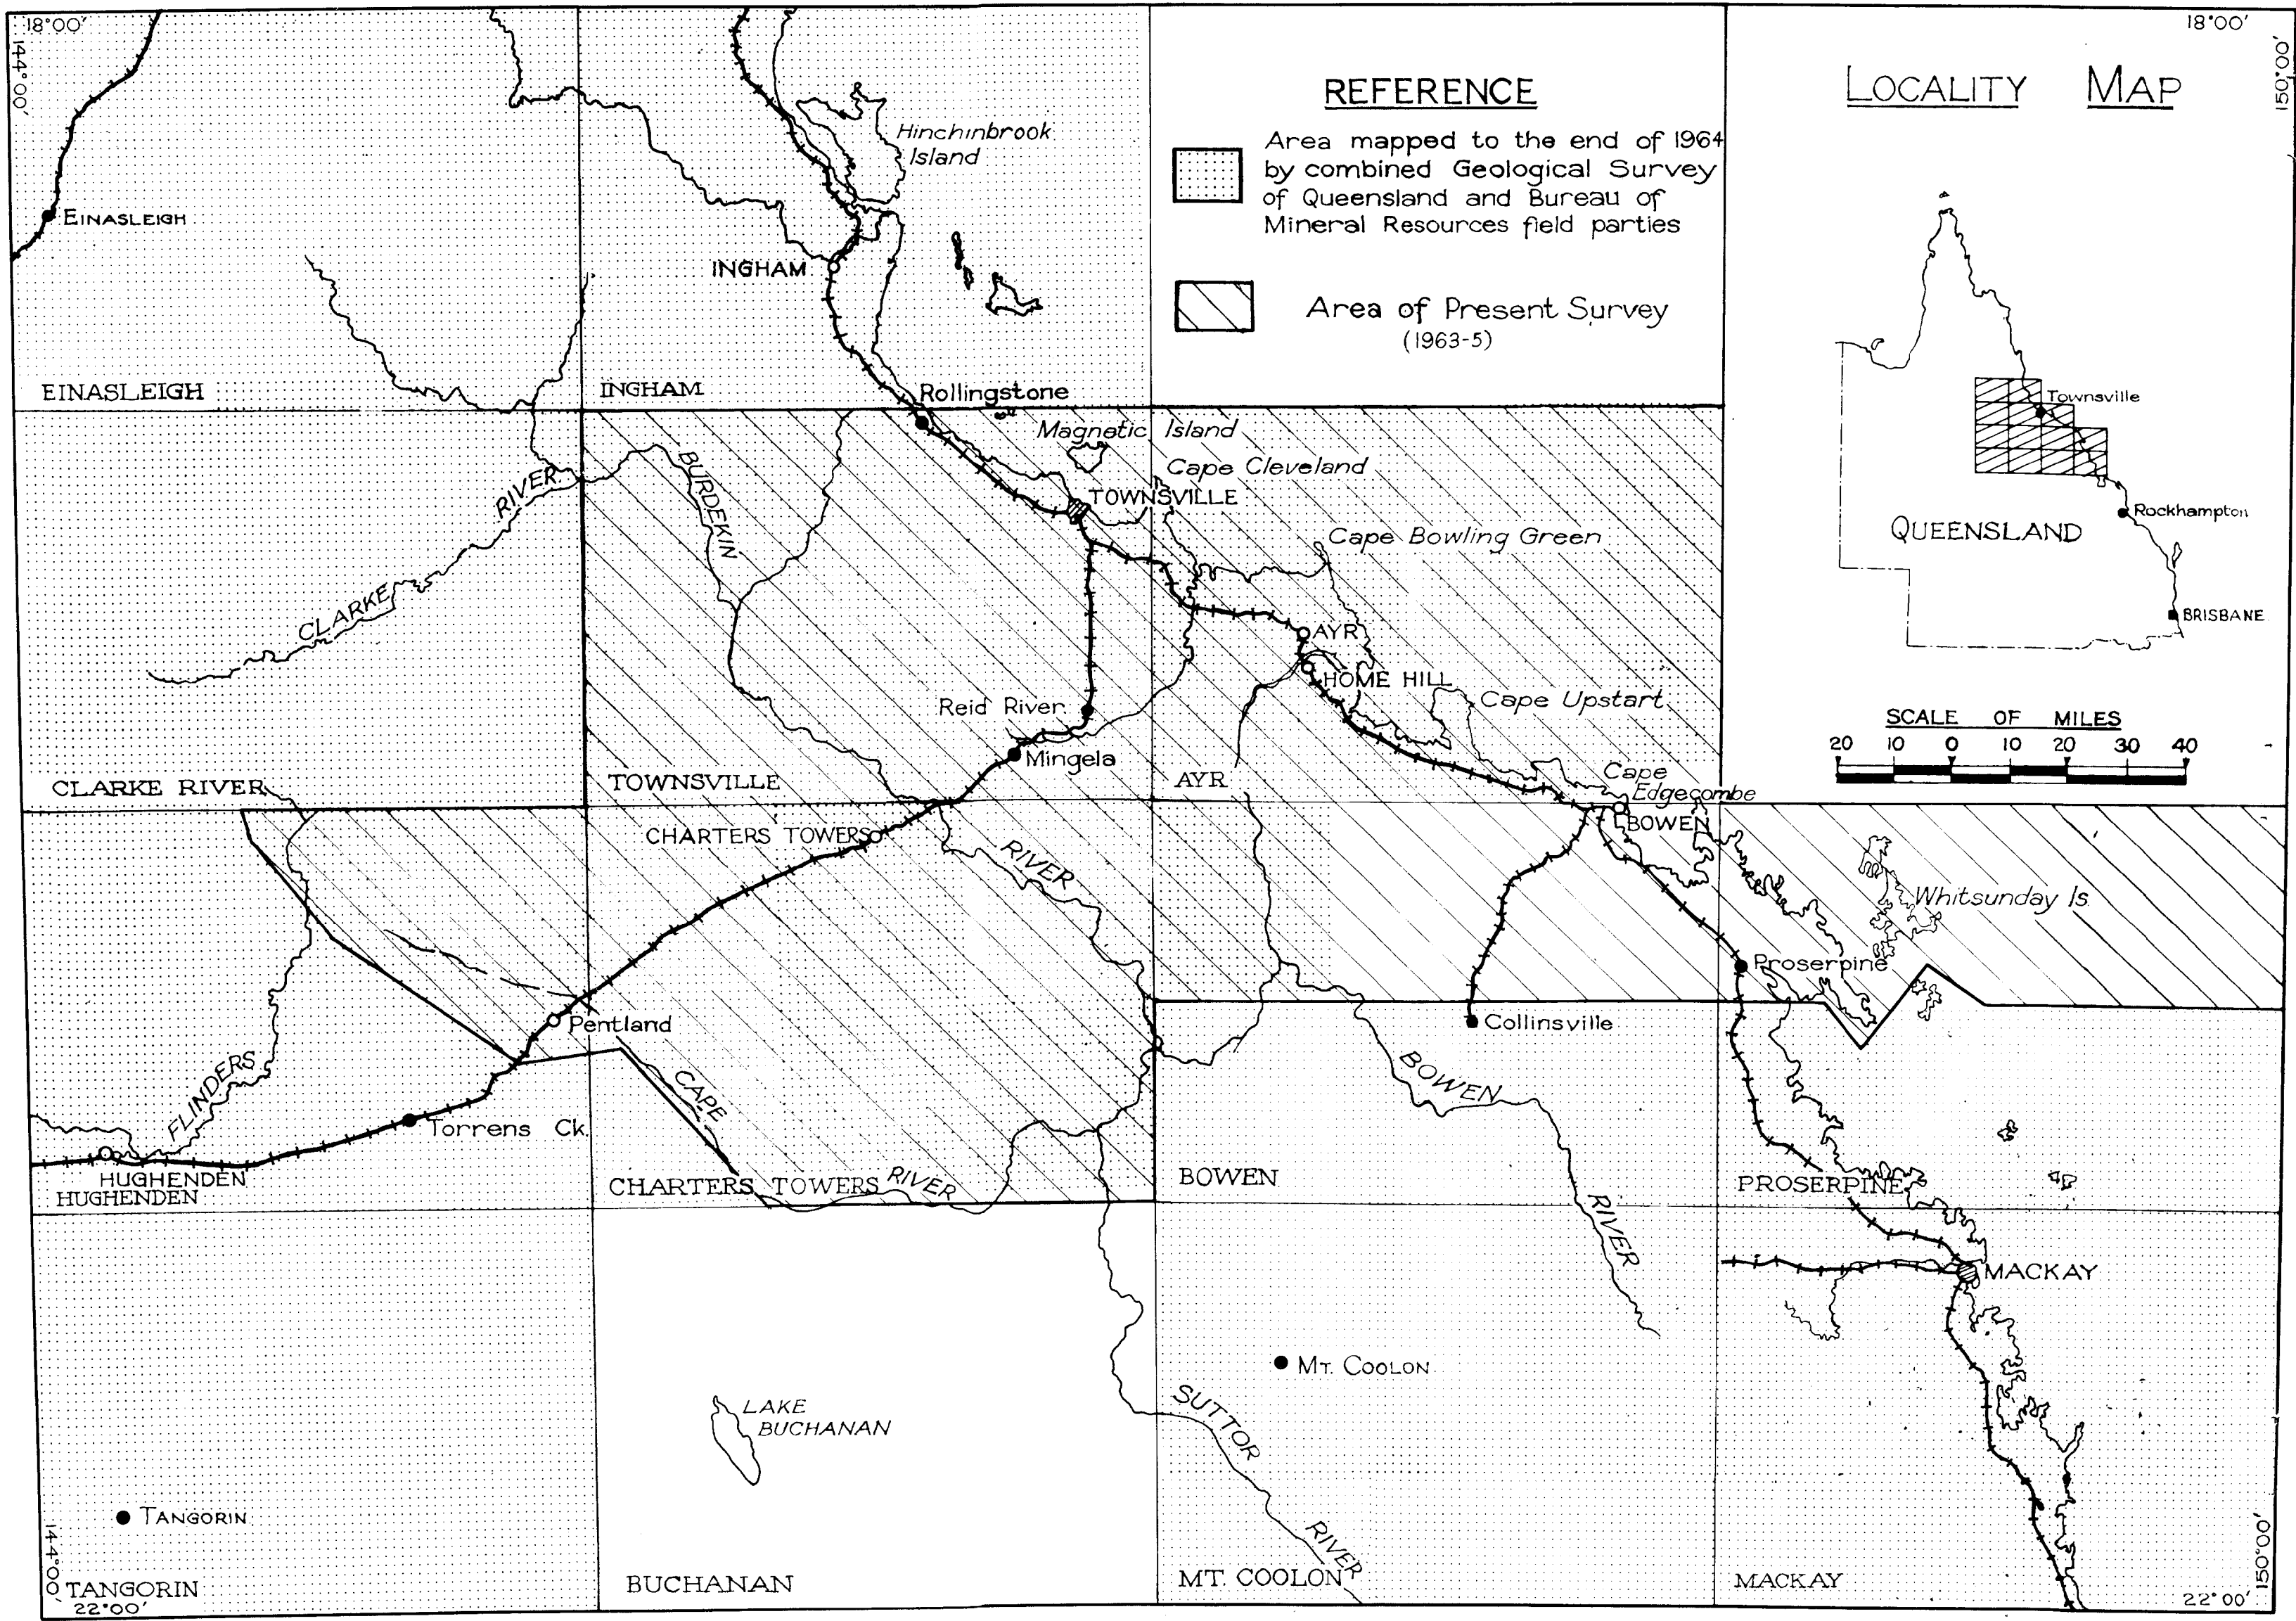 18°00'
18°00'
144°00'
150°00'
REFERENCE
LOCALITY MAP
Area mapped to the end of 1964
by combined Geological Survey
of Queensland and Bureau of
Mineral Resources field parties
Area of Present Survey
(1963-5)
Hinchinbrook
Island
EINASLEIGH
INGHAM
EINASLEIGH
INGHAM
Rollingstone
Townsville
Rockhampton
QUEENSLAND
BRISBANE
Magnetic Island
Cape Cleveland
TOWNSVILLE
BURDEKIN
RIVER
CLARKE
Cape Bowling Green
AYR
HOME HILL
Cape Upstart
Reid River
Mingela
SCALE OF MILES
20 10 0 10 20 30 40
CLARKE RIVER
TOWNSVILLE
AYR
Cape
Edgecombe
BOWEN
CHARTERS TOWERS
RIVER
Whitsunday Is.
Proserpine
Pentland
Collinsville
FLINDERS
CAPE
BOWEN
Torrens Ck.
HUGHENDEN
HUGHENDEN
CHARTERS TOWERS
RIVER
BOWEN
PROSERPINE
RIVER
MACKAY
MT. COOLON
LAKE
BUCHANAN
SUTTOR
RIVER
TANGORIN
144°00'
150°00'
TANGORIN
BUCHANAN
MT. COOLON
MACKAY
22°00'
22°00'